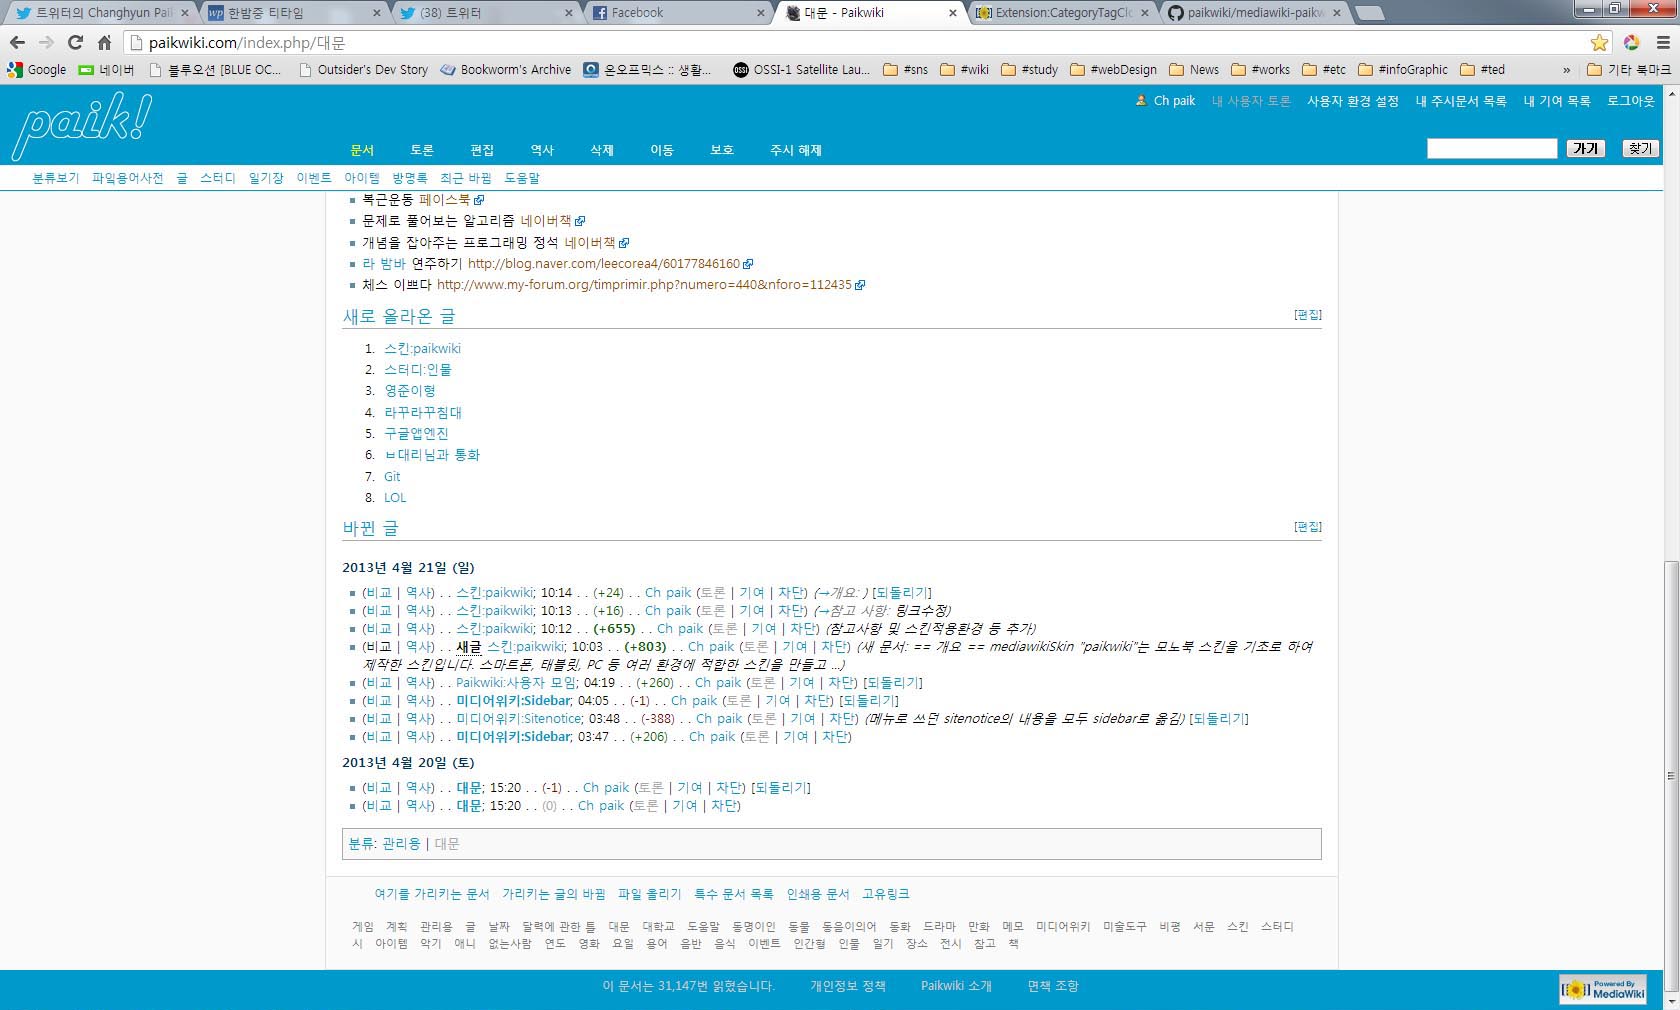 트위터의 Changhyun Pai
한밤중 티타임
(38) 트위터
Facebook
대문 - Paikwiki
Extension:CategoryTagClo
paikwiki/mediawiki-paikw
paikwiki.com/index.php/대문
Google 네이버 블루오션 [BLUE OC... Outsider's Dev Story Bookworm's Archive 온오프믹스 :: 생활... OSSI-1 Satellite Lau... #sns #wiki #study #webDesign News #works #etc #infoGraphic #ted » 기타 북마크
paik!
Ch paik 내 사용자 토론 사용자 환경 설정 내 주시문서 목록 내 기여 목록 로그아웃
문서 토론 편집 역사 삭제 이동 보호 주시 해제 가기 찾기
분류보기 파잌용어사전 글 스터디 일기장 이벤트 아이템 방명록 최근 바뀜 도움말
복근운동 페이스북
문제로 풀어보는 알고리즘 네이버책
개념을 잡아주는 프로그래밍 정석 네이버책
라 밤바 연주하기 http://blog.naver.com/leecorea4/60177846160
체스 이쁘다 http://www.my-forum.org/timprimir.php?numero=440&nforo=112435
새로 올라온 글 [편집]
1. 스킨:paikwiki
2. 스터디:인물
3. 영준이형
4. 라꾸라꾸침대
5. 구글앱엔진
6. ㅂ대리님과 통화
7. Git
8. LOL
바뀐 글 [편집]
2013년 4월 21일 (일)
(비교 | 역사) . . 스킨:paikwiki; 10:14 . . (+24) . . Ch paik (토론 | 기여 | 차단) (→개요: ) [되돌리기]
(비교 | 역사) . . 스킨:paikwiki; 10:13 . . (+16) . . Ch paik (토론 | 기여 | 차단) (→참고 사항: 링크수정)
(비교 | 역사) . . 스킨:paikwiki; 10:12 . . (+655) . . Ch paik (토론 | 기여 | 차단) (참고사항 및 스킨적용환경 등 추가)
(비교 | 역사) . . 새글 스킨:paikwiki; 10:03 . . (+803) . . Ch paik (토론 | 기여 | 차단) (새 문서: == 개요 == mediawikiSkin "paikwiki"는 모노북 스킨을 기초로 하여
제작한 스킨입니다. 스마트폰, 태블릿, PC 등 여러 환경에 적합한 스킨을 만들고 ...)
(비교 | 역사) . . Paikwiki:사용자 모임; 04:19 . . (+260) . . Ch paik (토론 | 기여 | 차단) [되돌리기]
(비교 | 역사) . . 미디어위키:Sidebar; 04:05 . . (-1) . . Ch paik (토론 | 기여 | 차단) [되돌리기]
(비교 | 역사) . . 미디어위키:Sitenotice; 03:48 . . (-388) . . Ch paik (토론 | 기여 | 차단) (메뉴로 쓰던 sitenotice의 내용을 모두 sidebar로 옮김) [되돌리기]
(비교 | 역사) . . 미디어위키:Sidebar; 03:47 . . (+206) . . Ch paik (토론 | 기여 | 차단)
2013년 4월 20일 (토)
(비교 | 역사) . . 대문; 15:20 . . (-1) . . Ch paik (토론 | 기여 | 차단) [되돌리기]
(비교 | 역사) . . 대문; 15:20 . . (0) . . Ch paik (토론 | 기여 | 차단)
분류: 관리용 | 대문
여기를 가리키는 문서 가리키는 글의 바뀜 파일 올리기 특수 문서 목록 인쇄용 문서 고유링크
게임 계획 관리용 글 날짜 달력에 관한 틀 대문 대학교 도움말 동명이인 동물 동음이의어 동화 드라마 만화 메모 미디어위키 미술도구 비평 서문 스킨 스터디
시 아이템 악기 애니 없는사람 연도 영화 요일 용어 음반 음식 이벤트 인간형 인물 일기 장소 전시 참고 책
이 문서는 31,147번 읽혔습니다. 개인정보 정책 Paikwiki 소개 면책 조항
Powered By
MediaWiki